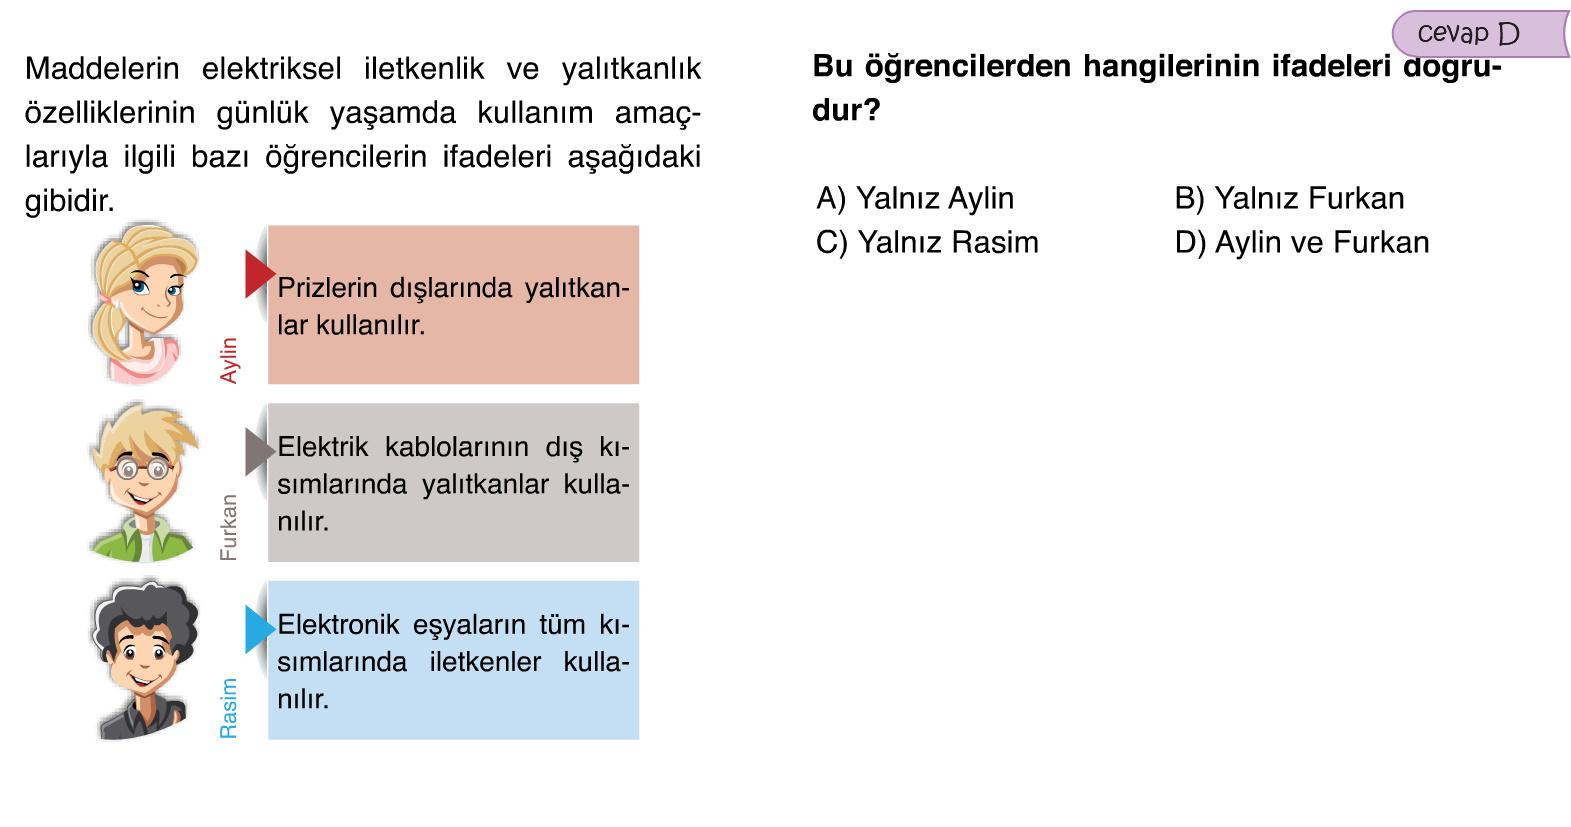 Maddelerin elektriksel iletkenlik ve yalıtkanlık
özelliklerinin günlük yaşamda kullanım amaç-
larıyla ilgili bazı öğrencilerin ifadeleri aşağıdaki
gibidir.
Aylin
Prizlerin dışlarında yalıtkan-
lar kullanılır.
Furkan
Elektrik kablolarının dış kı-
sımlarında yalıtkanlar kulla-
nılır.
Rasim
Elektronik eşyaların tüm kı-
sımlarında iletkenler kulla-
nılır.
cevap D
Bu öğrencilerden hangilerinin ifadeleri doğru-
dur?
A) Yalnız Aylin
B) Yalnız Furkan
C) Yalnız Rasim
D) Aylin ve Furkan